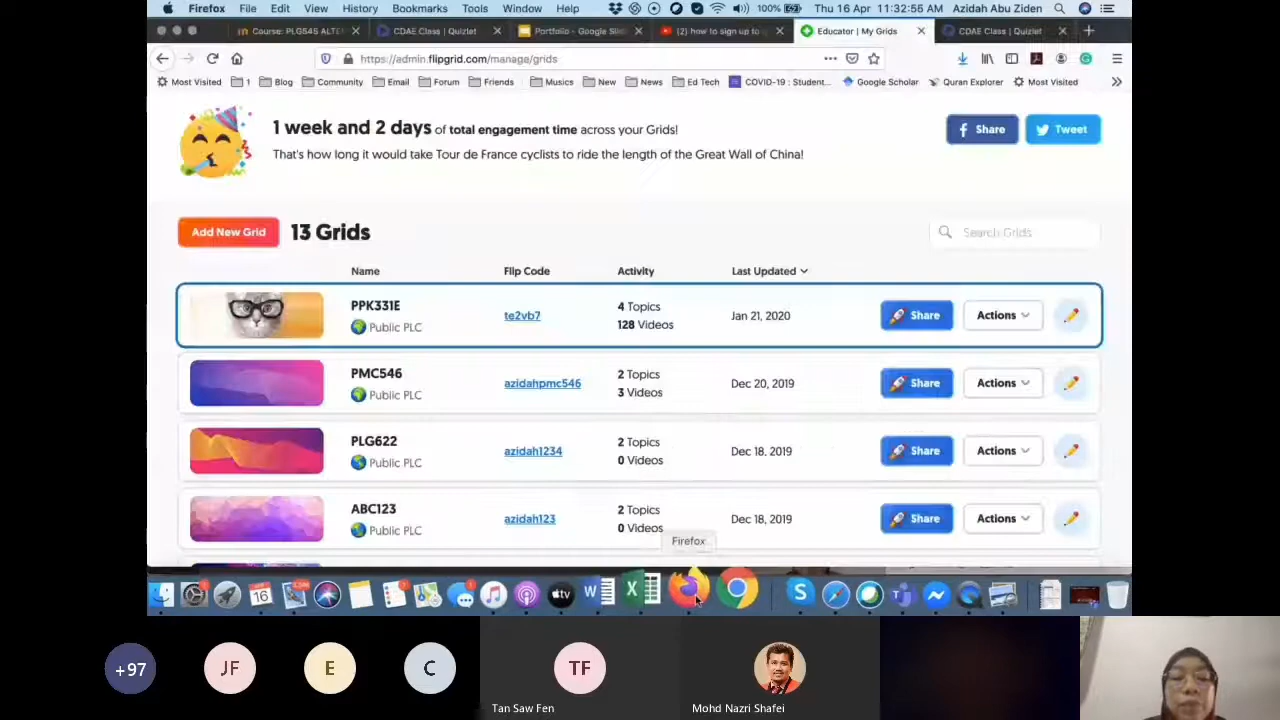 Firefox File Edit View History Bookmarks Tools Window Help 100% Thu 16 Apr 11:32:56 AM Azidah Abu Ziden
Course: PLG545 ALTE CDAE Class | Quizlet Portfolio - Google Slid (2) how to sign up to Educator | My Grids CDAE Class | Quizlet
https://admin.flipgrid.com/manage/grids
Most Visited 1 Blog Community Email Forum Friends Musics New News Ed Tech COVID-19 : Student... Google Scholar Quran Explorer Most Visited
1 week and 2 days of total engagement time across your Grids!
That's how long it would take Tour de France cyclists to ride the length of the Great Wall of China!
Share Tweet
Add New Grid 13 Grids Search Grids
Name Flip Code Activity Last Updated
PPK331E te2vb7 4 Topics Jan 21, 2020 Share Actions
Public PLC 128 Videos
PMC546 azidahpmc546 2 Topics Dec 20, 2019 Share Actions
Public PLC 3 Videos
PLG622 azidah1234 2 Topics Dec 18, 2019 Share Actions
Public PLC 0 Videos
ABC123 azidah123 2 Topics Dec 18, 2019 Share Actions
Public PLC 0 Videos
Firefox
16 tv W X S
+97 JF E C TF
Tan Saw Fen Mohd Nazri Shafei